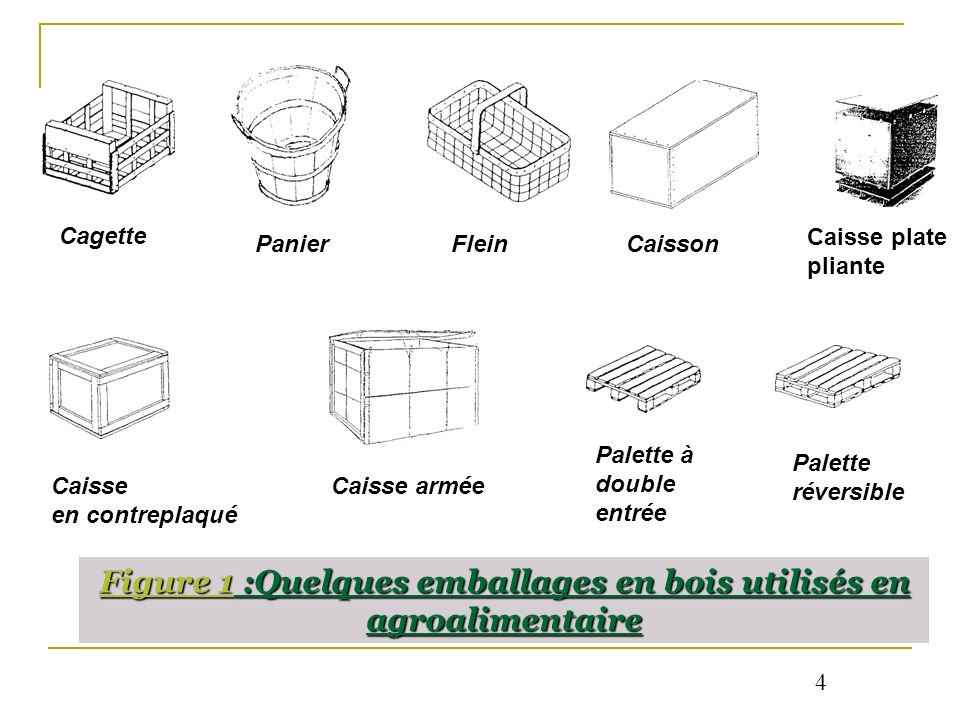 Cagette
Panier
Flein
Caisson
Caisse plate
pliante
Caisse
en contreplaqué
Caisse armée
Palette à
double
entrée
Palette
réversible
Figure 1 :Quelques emballages en bois utilisés en
agroalimentaire
4